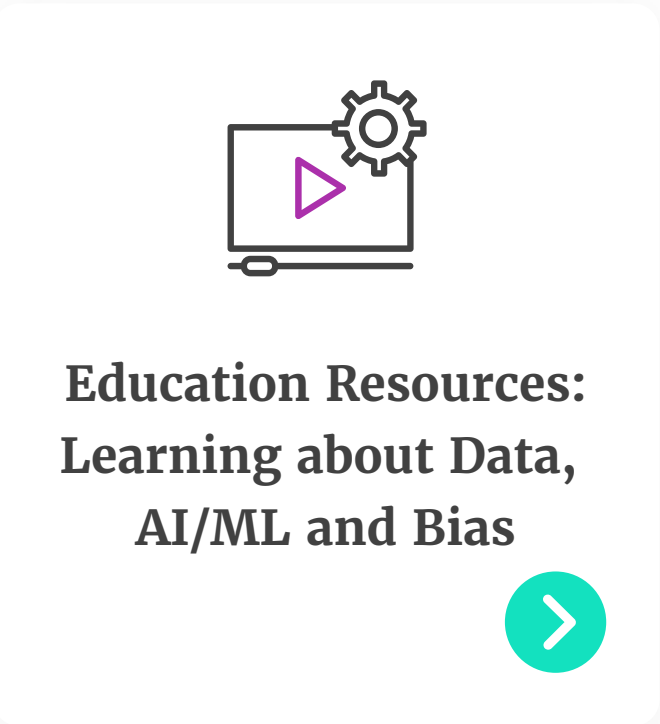 Education Resources:
Learning about Data,
AI/ML and Bias